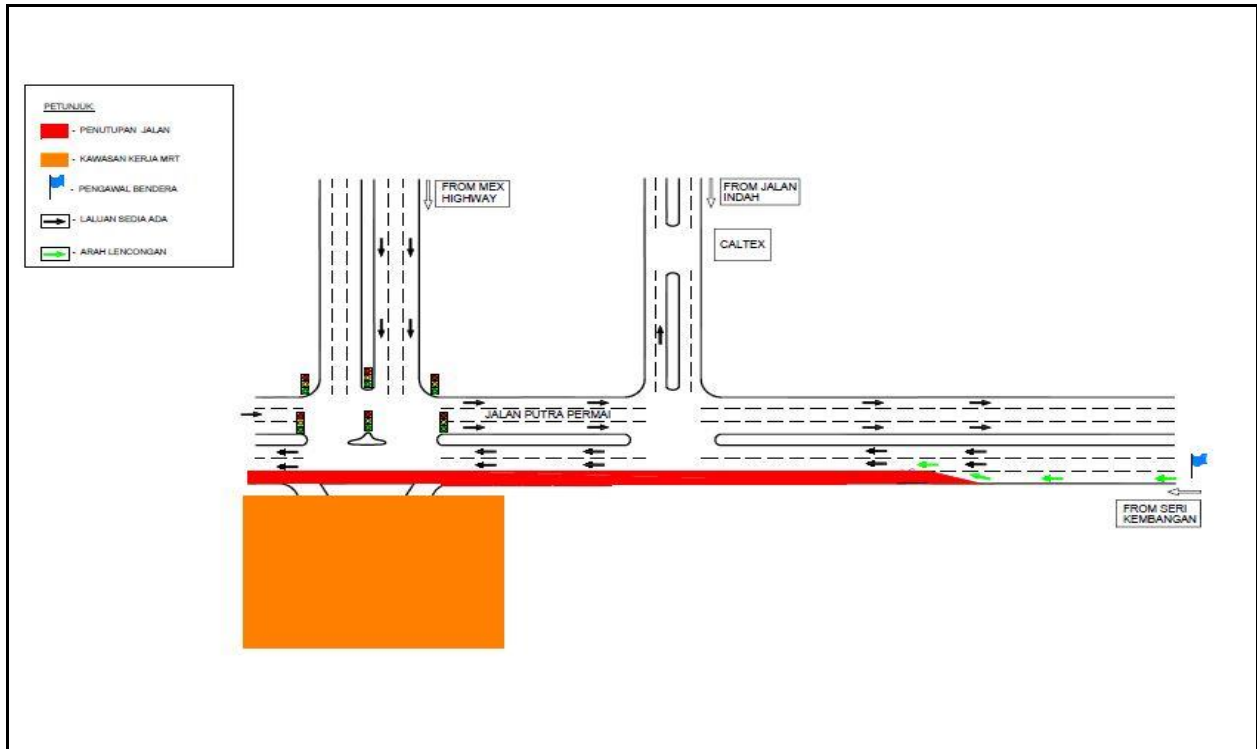 PETUNJUK:
- PENUTUPAN JALAN
- KAWASAN KERJA MRT
- PENGAWAL BENDERA
- LALUAN SEDIA ADA
- ARAH LENCONGAN
FROM MEX
HIGHWAY
FROM JALAN
INDAH
CALTEX
JALAN PUTRA PERMAI
FROM SERI
KEMBANGAN